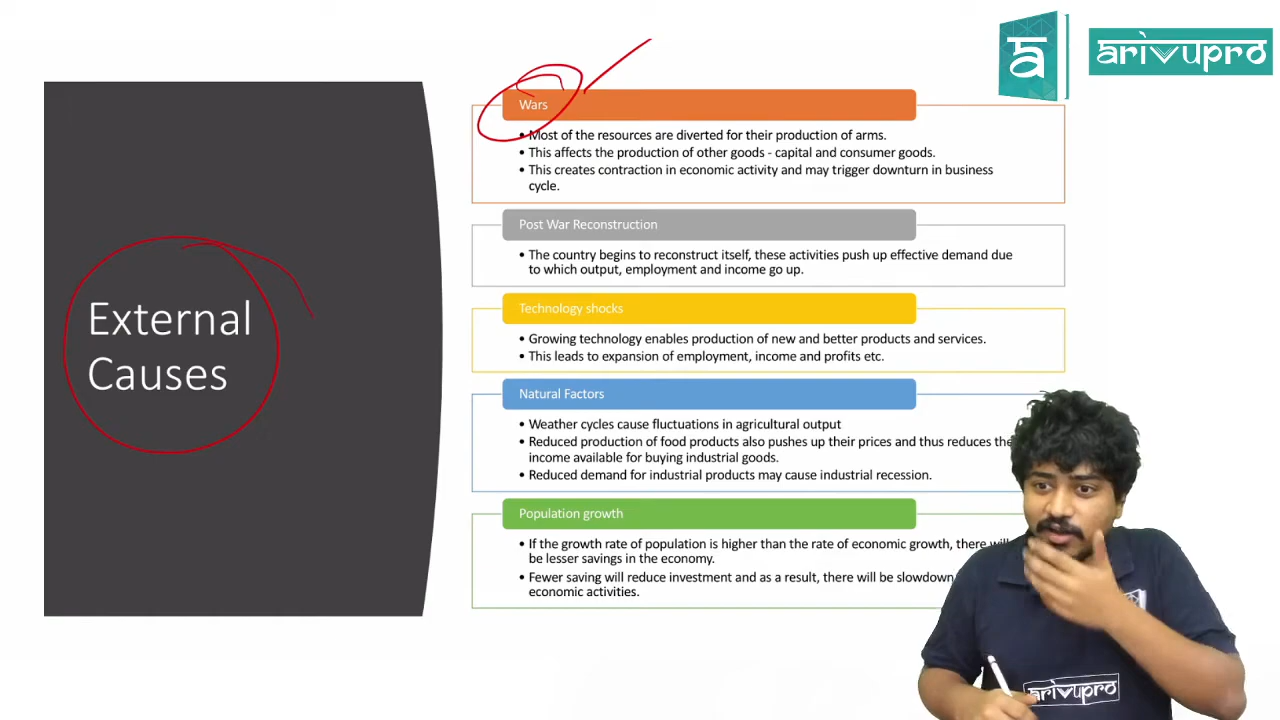 arivupro
External
Causes
Wars
• Most of the resources are diverted for their production of arms.
• This affects the production of other goods - capital and consumer goods.
• This creates contraction in economic activity and may trigger downturn in business
cycle.
Post War Reconstruction
• The country begins to reconstruct itself, these activities push up effective demand due
to which output, employment and income go up.
Technology shocks
• Growing technology enables production of new and better products and services.
• This leads to expansion of employment, income and profits etc.
Natural Factors
• Weather cycles cause fluctuations in agricultural output
• Reduced production of food products also pushes up their prices and thus reduces the
income available for buying industrial goods.
• Reduced demand for industrial products may cause industrial recession.
Population growth
• If the growth rate of population is higher than the rate of economic growth, there
be lesser savings in the economy.
• Fewer saving will reduce investment and as a result, there will be slowdown
economic activities.
arivupro